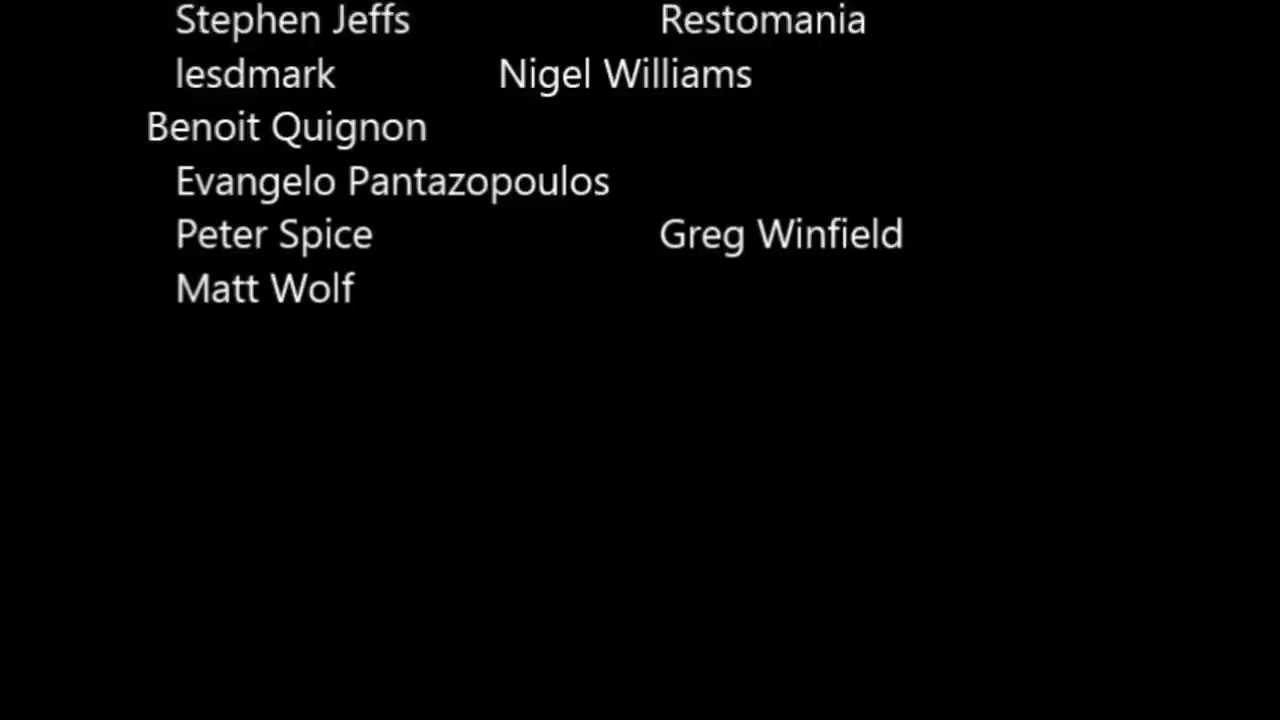 Stephen Jeffs Restomania
lesdmark Nigel Williams
Benoit Quignon
Evangelo Pantazopoulos
Peter Spice Greg Winfield
Matt Wolf